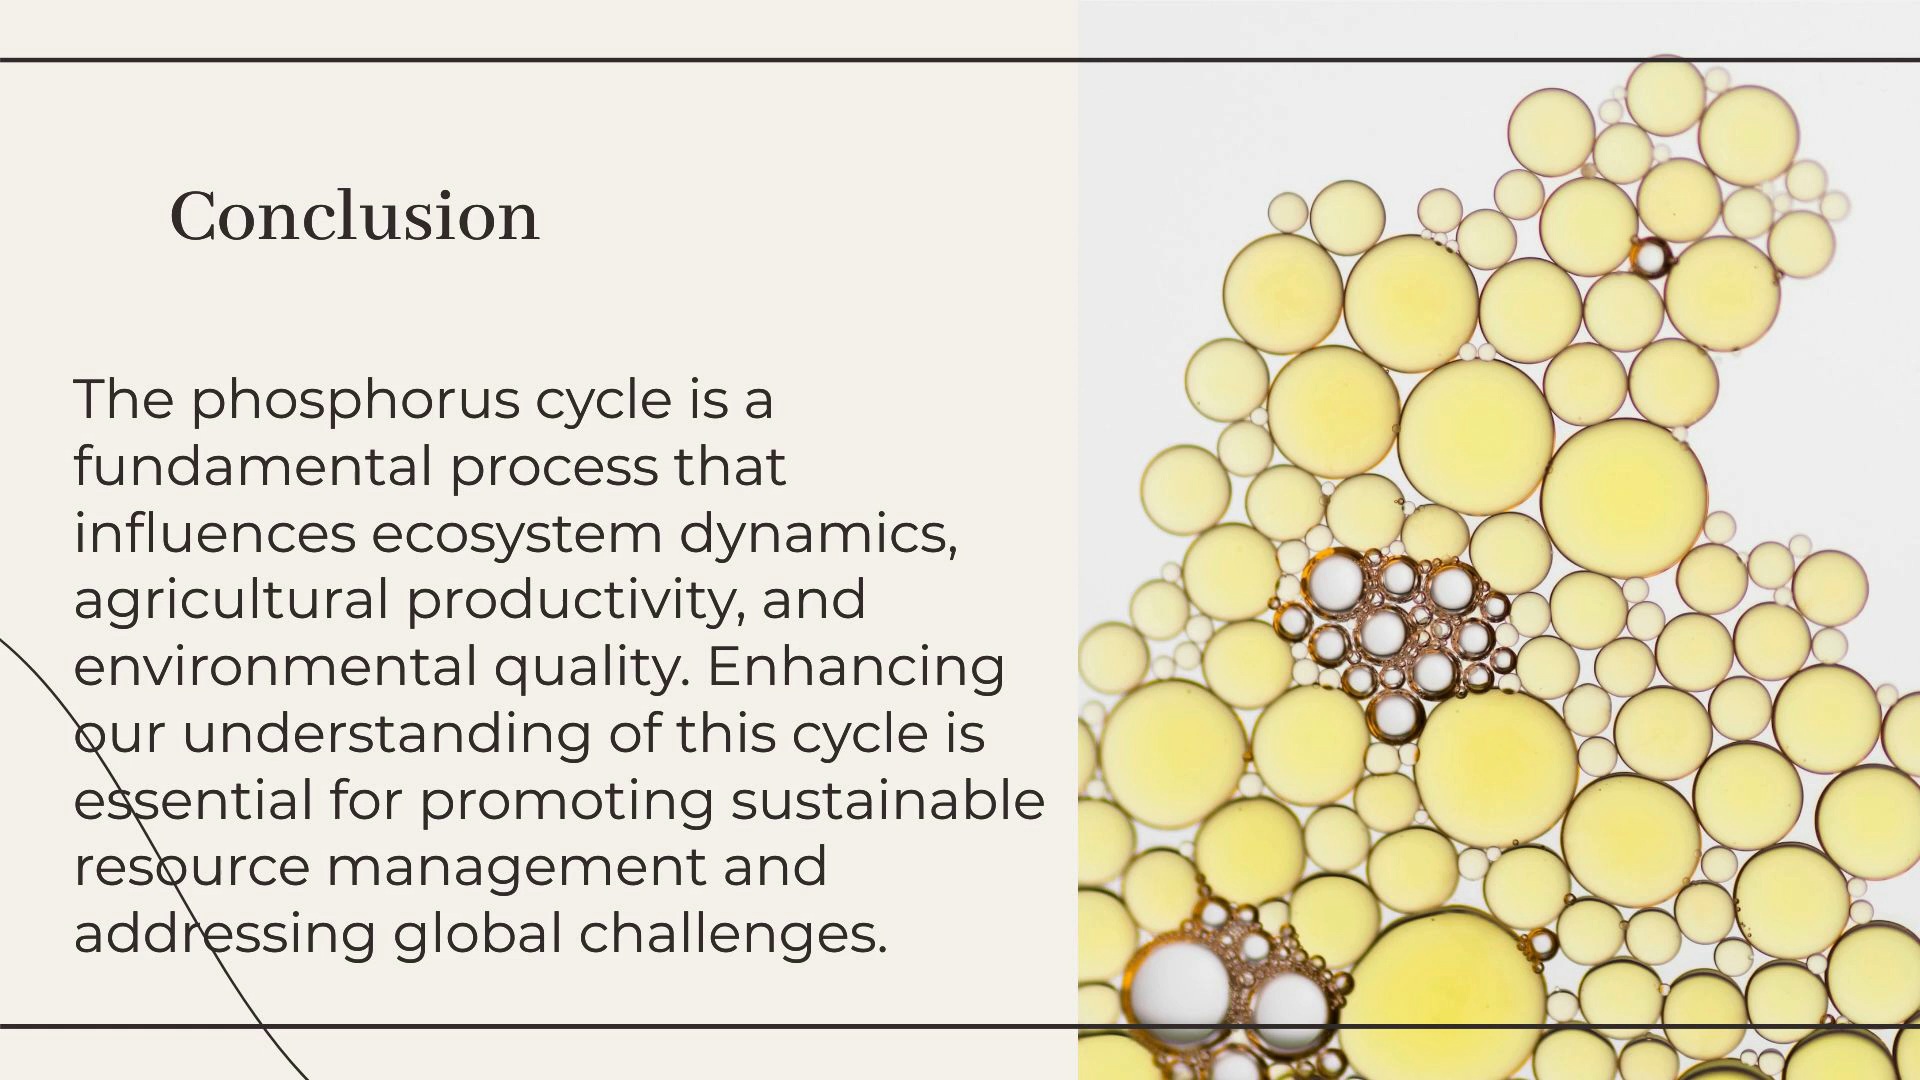 Conclusion
The phosphorus cycle is a
fundamental process that
influences ecosystem dynamics,
agricultural productivity, and
environmental quality. Enhancing
our understanding of this cycle is
essential for promoting sustainable
resource management and
addressing global challenges.